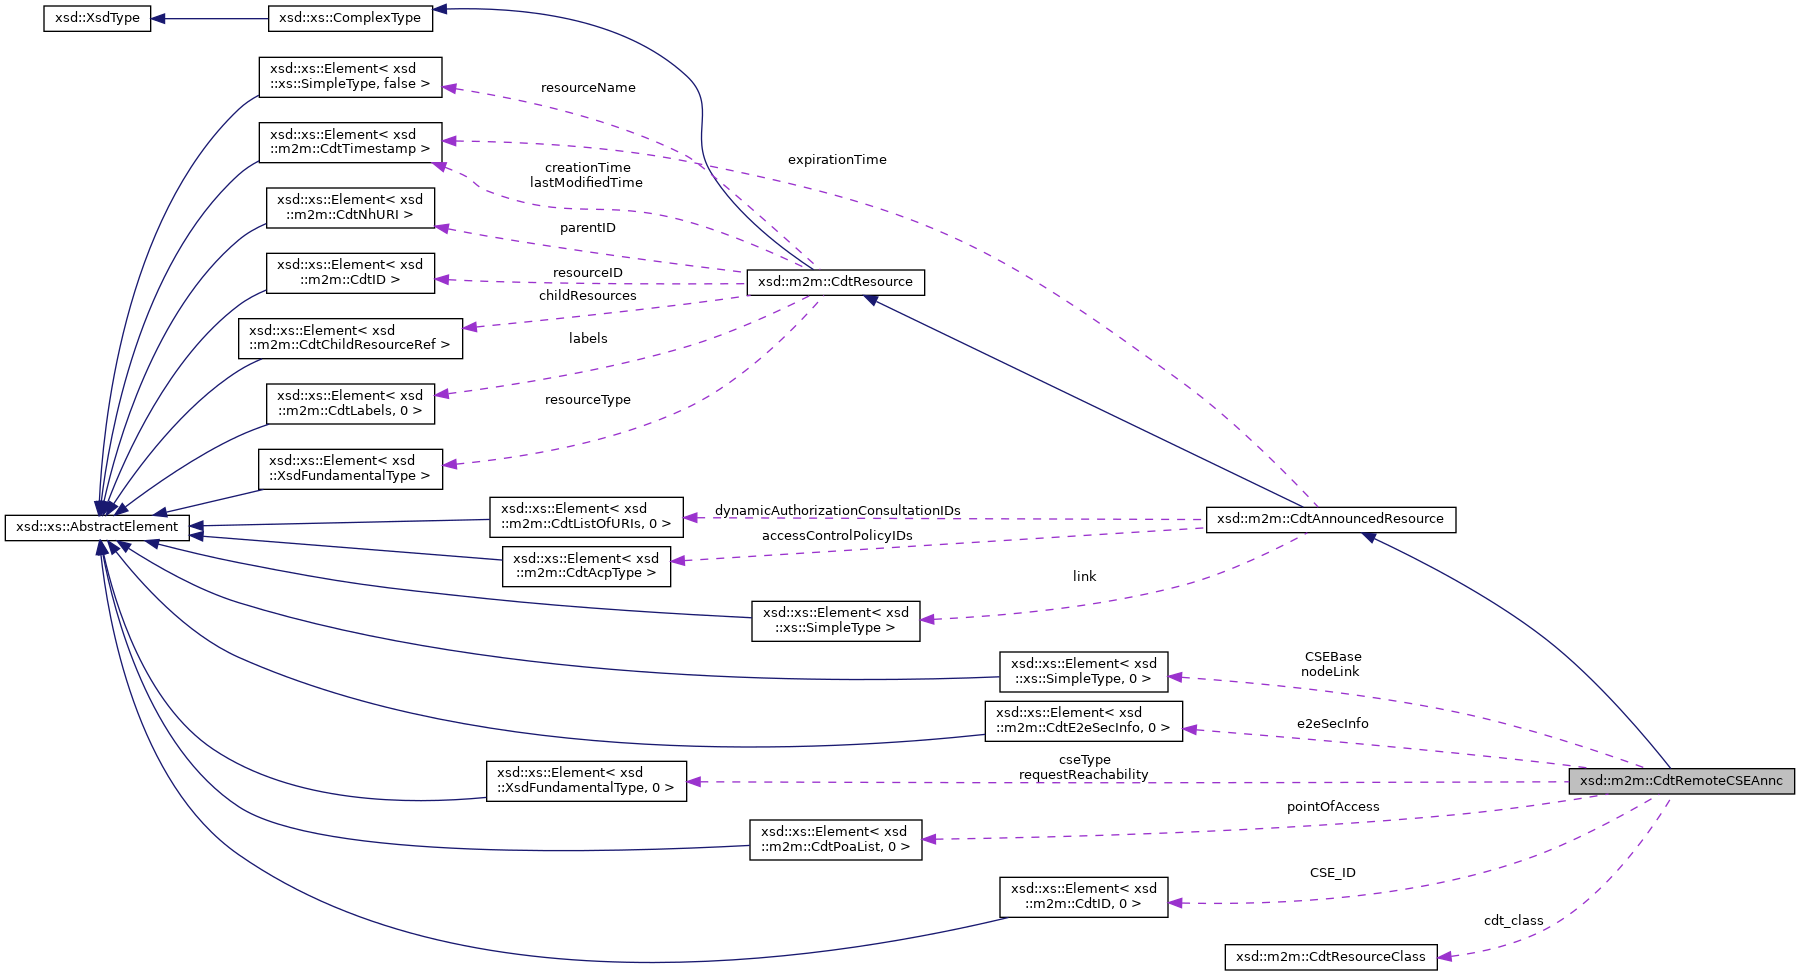 xsd::XsdType
xsd::xs::ComplexType
xsd::xs::Element< xsd
::xs::SimpleType, false >
resourceName
xsd::xs::Element< xsd
::m2m::CdtTimestamp >
expirationTime
creationTime
lastModifiedTime
xsd::xs::Element< xsd
::m2m::CdtNhURI >
parentID
xsd::xs::Element< xsd
::m2m::CdtID >
resourceID
xsd::m2m::CdtResource
childResources
xsd::xs::Element< xsd
::m2m::CdtChildResourceRef >
labels
xsd::xs::Element< xsd
::m2m::CdtLabels, 0 >
resourceType
xsd::xs::Element< xsd
::XsdFundamentalType >
xsd::xs::AbstractElement
xsd::xs::Element< xsd
::m2m::CdtListOfURIs, 0 >
dynamicAuthorizationConsultationIDs
xsd::m2m::CdtAnnouncedResource
accessControlPolicyIDs
xsd::xs::Element< xsd
::m2m::CdtAcpType >
link
xsd::xs::Element< xsd
::xs::SimpleType >
xsd::xs::Element< xsd
::xs::SimpleType, 0 >
CSEBase
nodeLink
xsd::xs::Element< xsd
::m2m::CdtE2eSecInfo, 0 >
e2eSecInfo
cseType
requestReachability
xsd::xs::Element< xsd
::XsdFundamentalType, 0 >
xsd::m2m::CdtRemoteCSEAnnc
pointOfAccess
xsd::xs::Element< xsd
::m2m::CdtPoaList, 0 >
CSE_ID
xsd::xs::Element< xsd
::m2m::CdtID, 0 >
cdt_class
xsd::m2m::CdtResourceClass